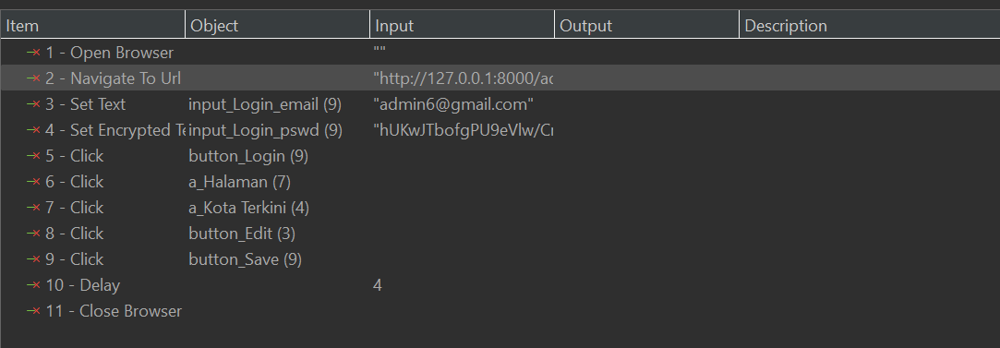 Item Object Input Output Description
1 - Open Browser ""
2 - Navigate To Url "http://127.0.0.1:8000/ac
3 - Set Text input_Login_email (9) "admin6@gmail.com"
4 - Set Encrypted Te input_Login_pswd (9) "hUKwJTbofgPU9eVlw/Cr
5 - Click button_Login (9)
6 - Click a_Halaman (7)
7 - Click a_Kota Terkini (4)
8 - Click button_Edit (3)
9 - Click button_Save (9)
10 - Delay 4
11 - Close Browser